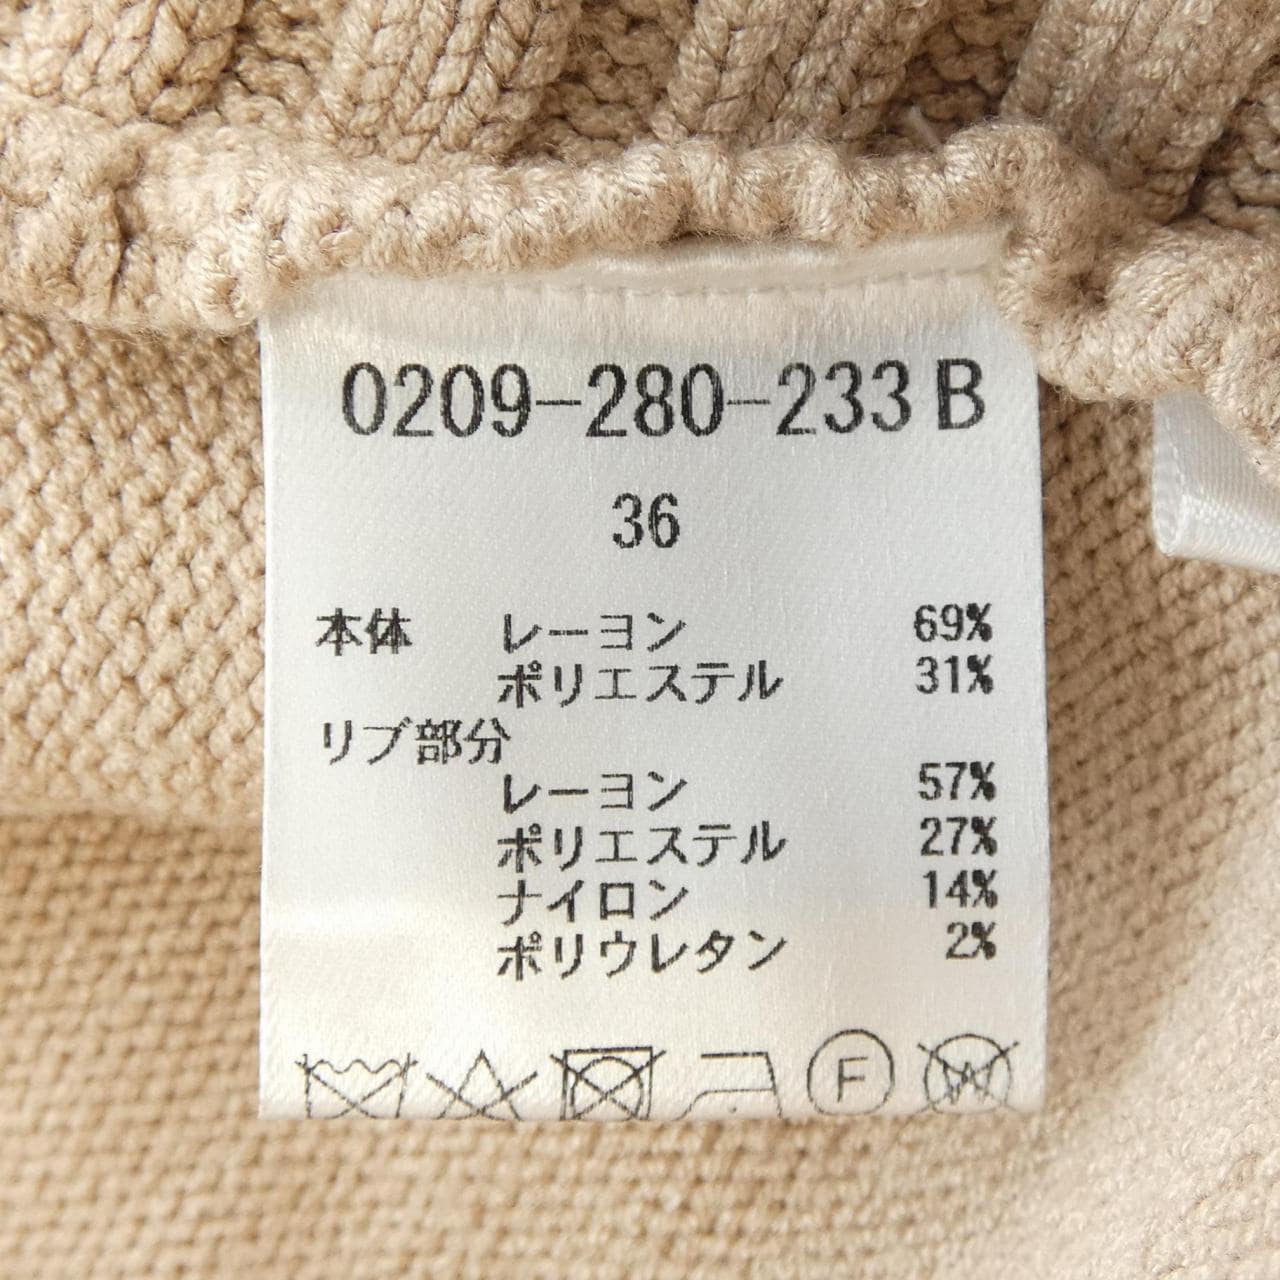 0209-280-233 B
36
本体 レーヨン 69%
ポリエステル 31%
リブ部分
レーヨン 57%
ポリエステル 27%
ナイロン 14%
ポリウレタン 2%
F W